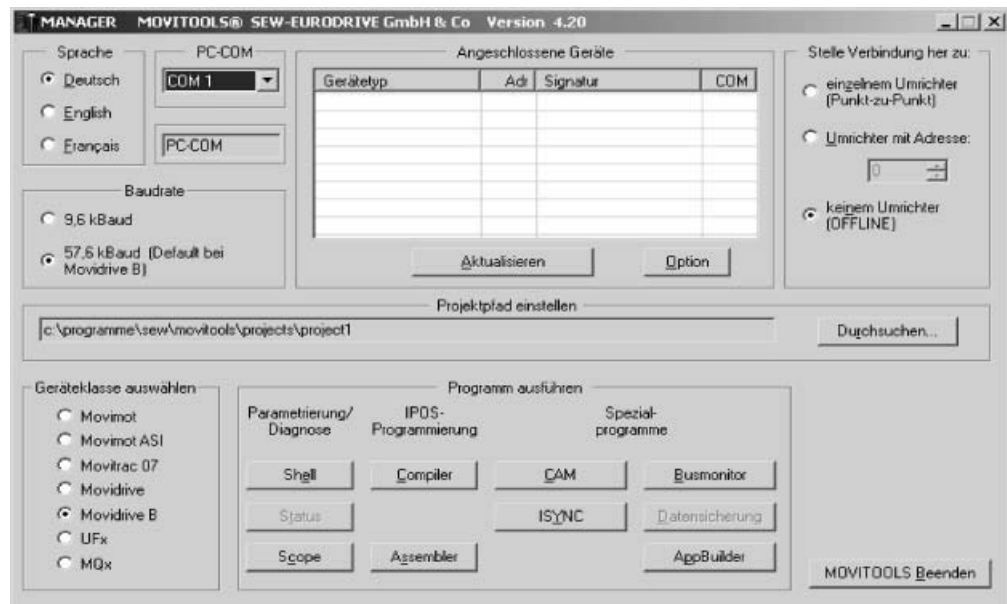 MANAGER MOVITOOLS® SEW-EURODRIVE GmbH & Co Version 4.20
Sprache
Deutsch
English
Français
PC-COM
COM 1
PC-COM
Baudrate
9,6 kBaud
57,6 kBaud (Default bei
Movidrive B)
Angeschlossene Geräte
Gerätetyp Adr Signatur COM
Aktualisieren Option
Stelle Verbindung her zu:
einzelnem Umrichter
(Punkt-zu-Punkt)
Umrichter mit Adresse:
0
keinem Umrichter
(OFFLINE)
Projektpfad einstellen
c:\programme\sew\movitools\projects\project1
Durchsuchen...
Geräteklasse auswählen
Movimot
Movimot ASI
Movitrac 07
Movidrive
Movidrive B
UFx
MQx
Programm ausführen
Parametrierung/
Diagnose
IPOS-
Programmierung
Spezial-
programme
Shell Compiler CAM Busmonitor
Status ISYNC Datensicherung
Scope Assembler AppBuilder
MOVITOOLS Beenden